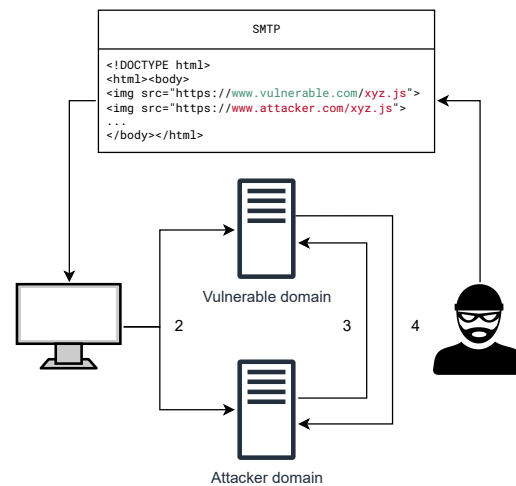 SMTP
<!DOCTYPE html>
<html><body>
<img src="https://www.vulnerable.com/xyz.js">
<img src="https://www.attacker.com/xyz.js">
...
</body></html>
Vulnerable domain
2
3
4
Attacker domain